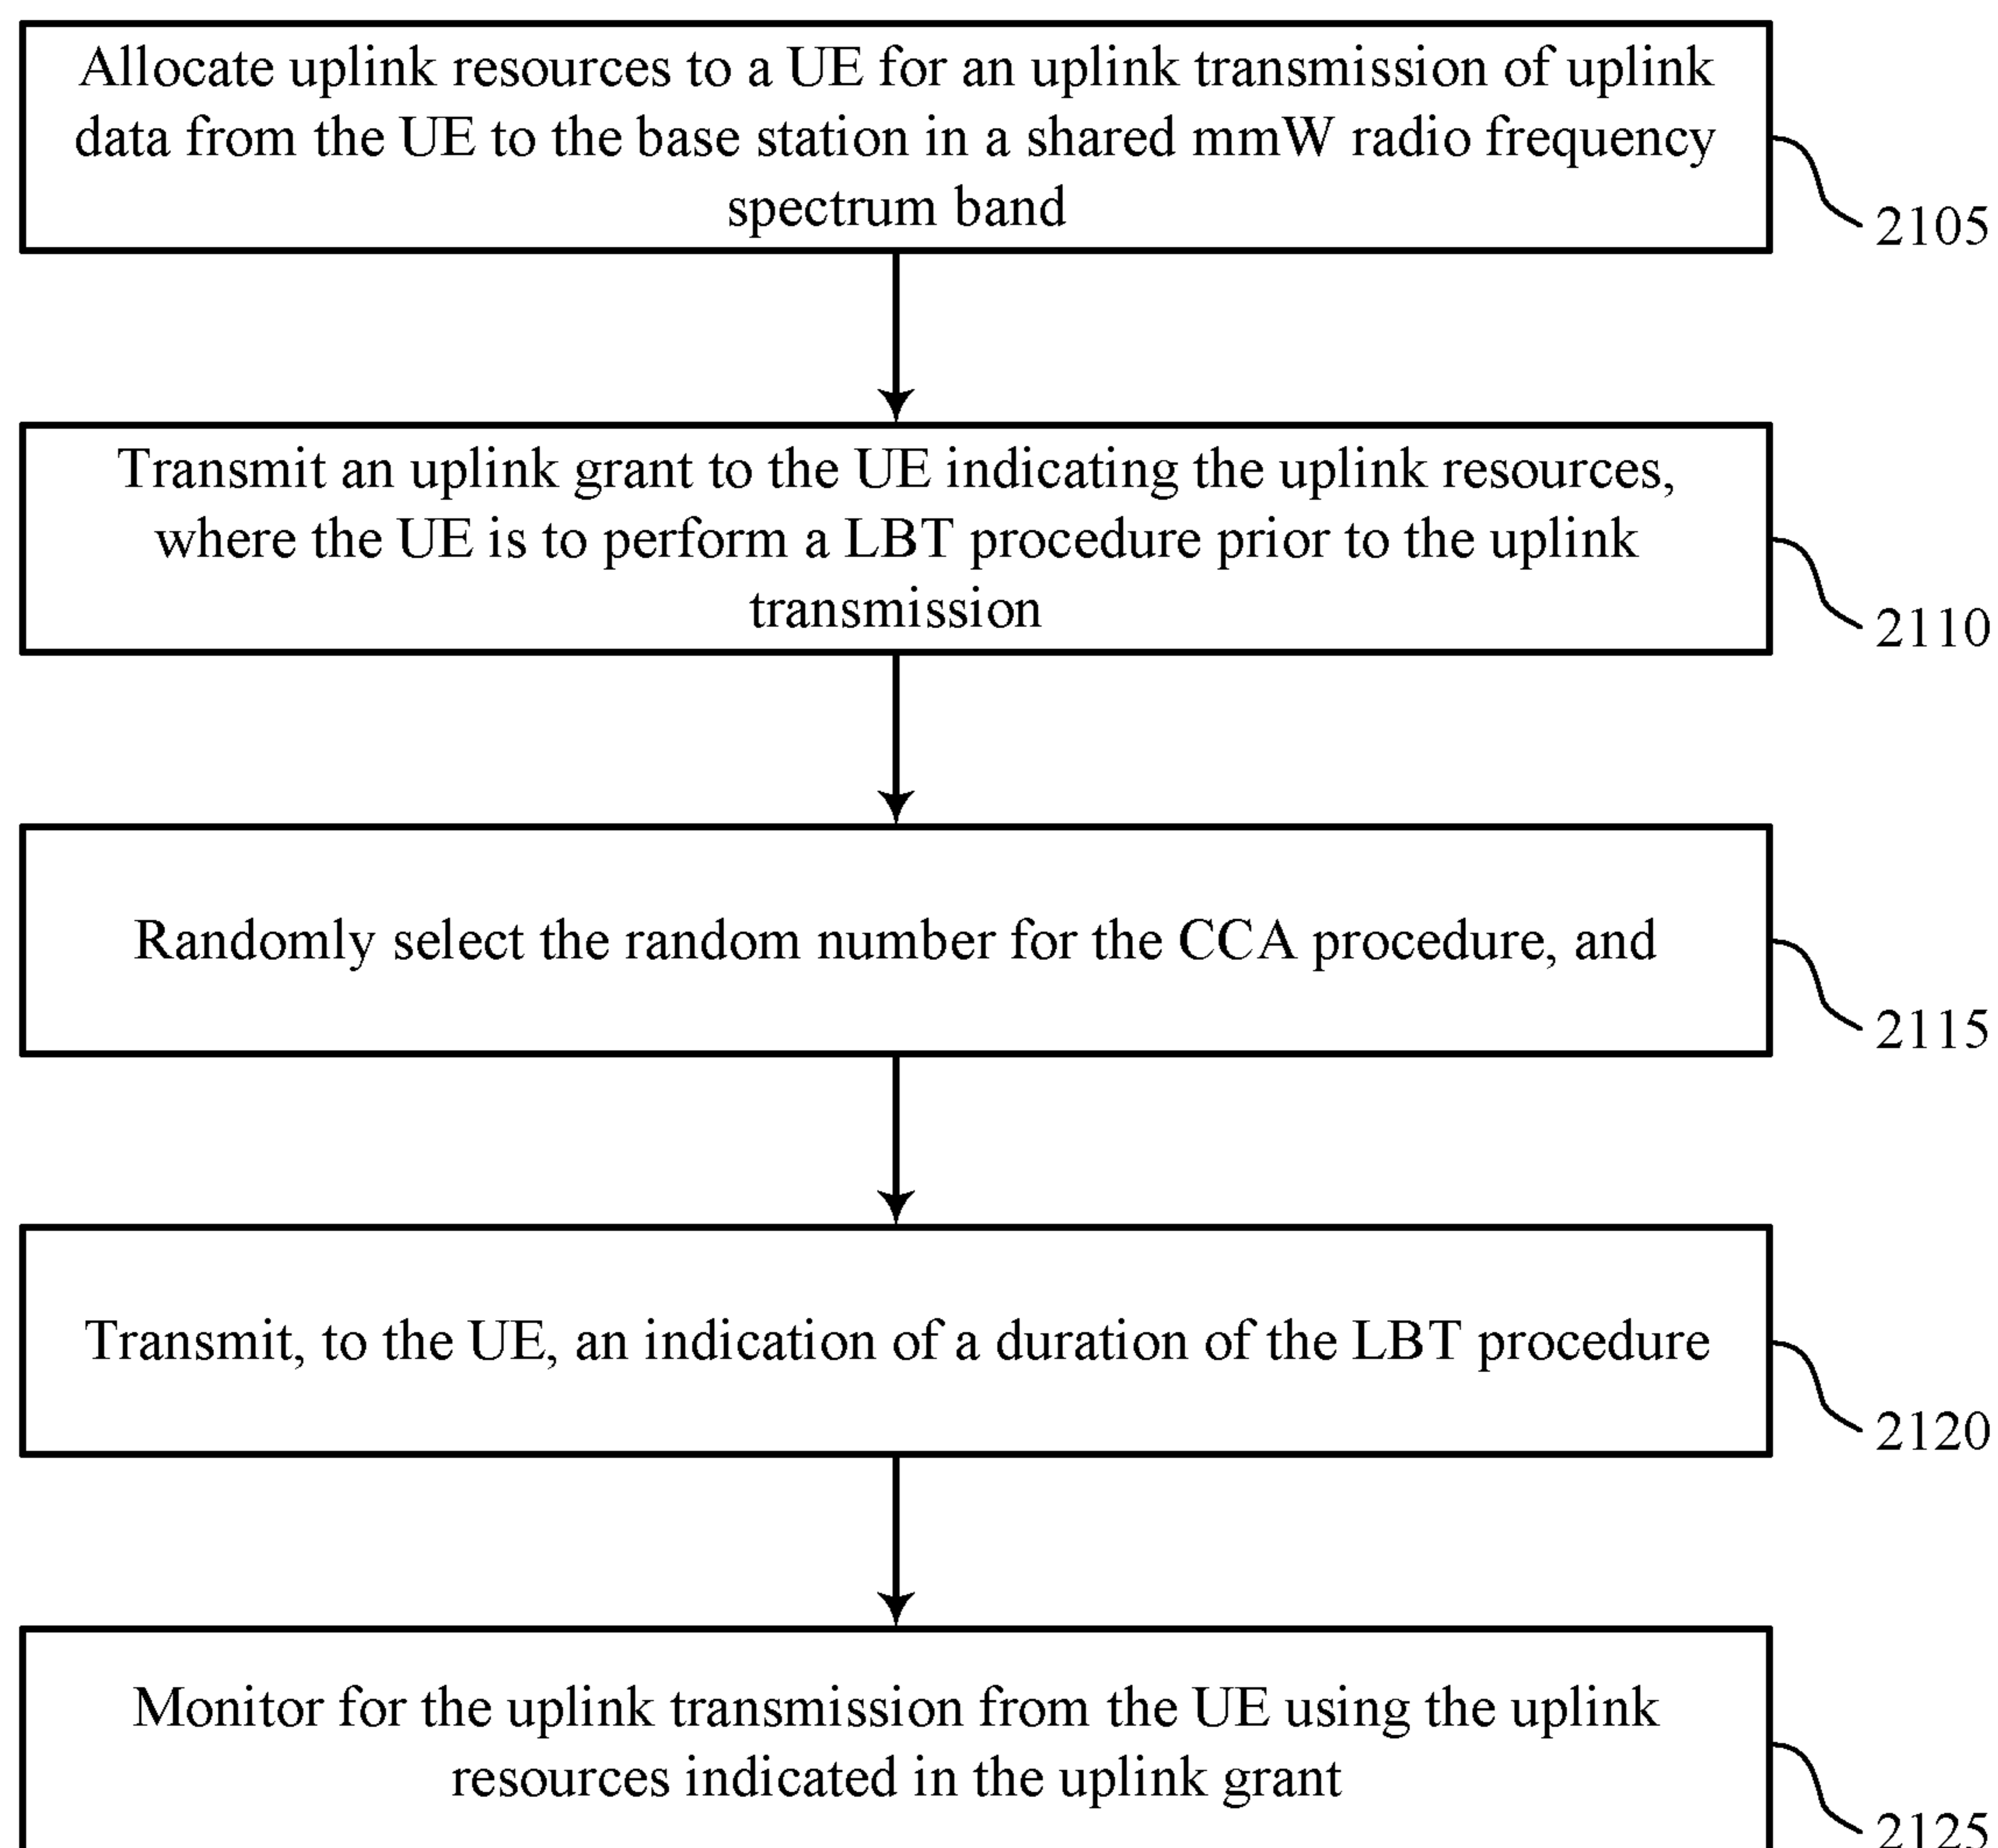 Allocate uplink resources to a UE for an uplink transmission of uplink
data from the UE to the base station in a shared mmW radio frequency
spectrum band
2105
Transmit an uplink grant to the UE indicating the uplink resources,
where the UE is to perform a LBT procedure prior to the uplink
transmission
2110
Randomly select the random number for the CCA procedure, and
2115
Transmit, to the UE, an indication of a duration of the LBT procedure
2120
Monitor for the uplink transmission from the UE using the uplink
resources indicated in the uplink grant
2125